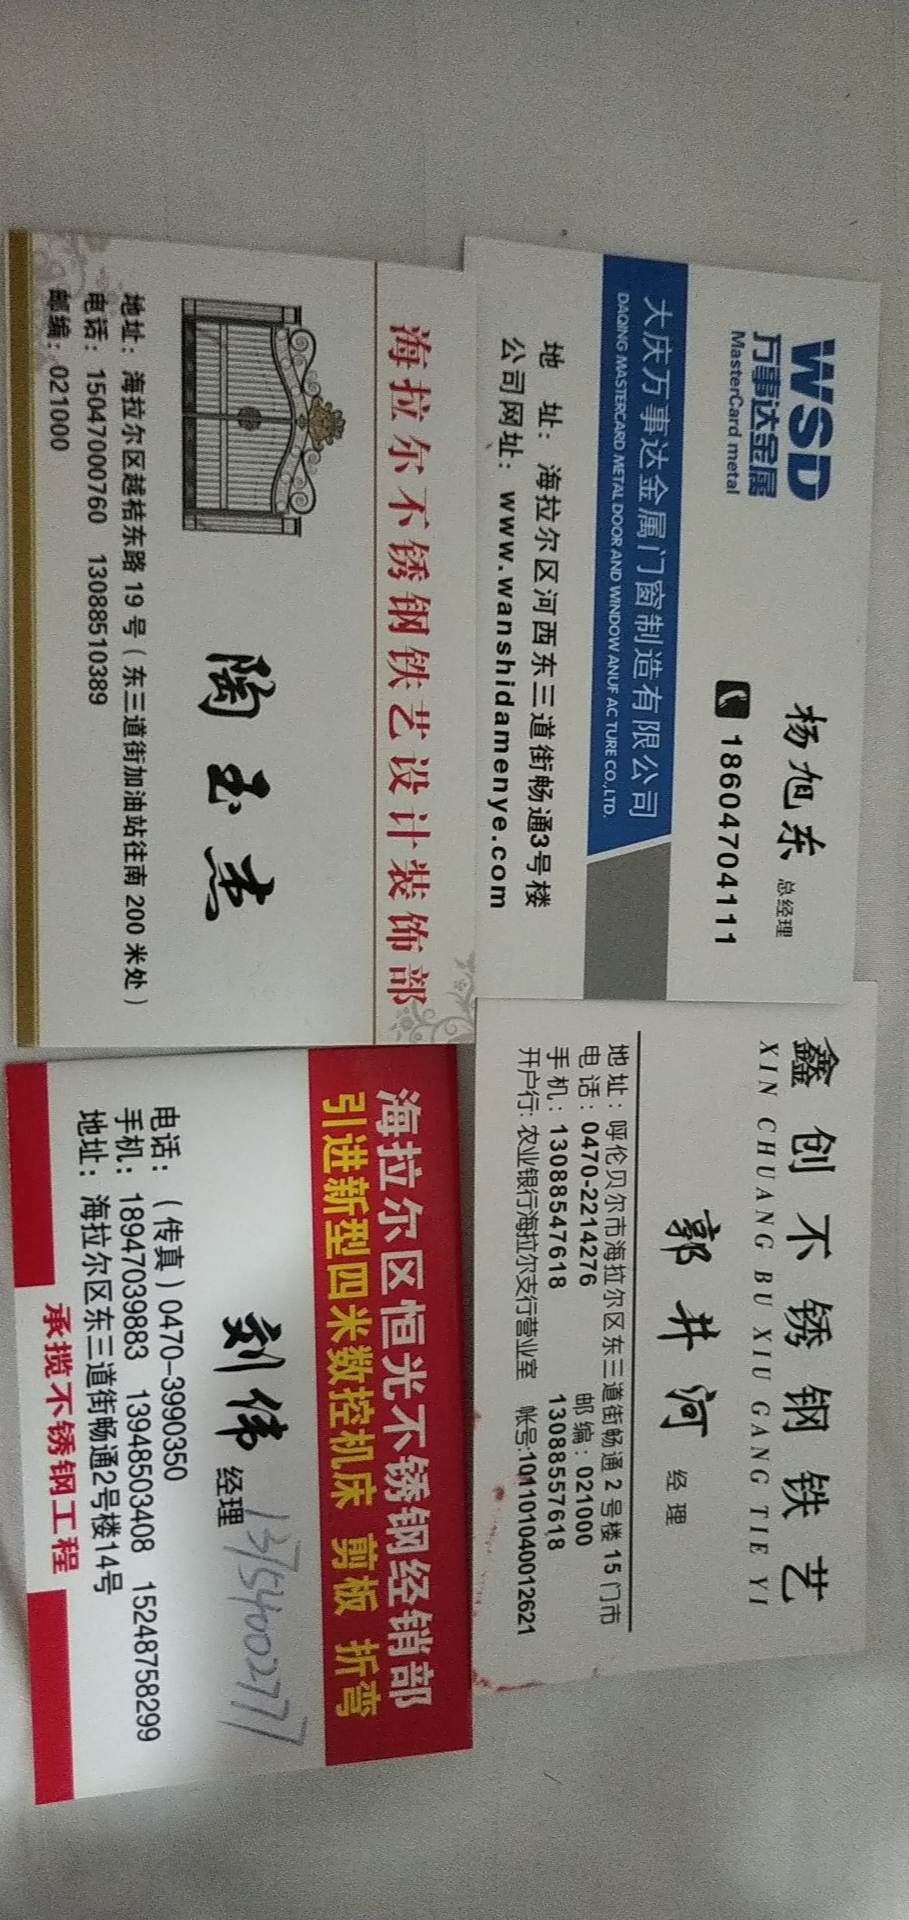 WSD
万事达金属
MasterCard metal
杨旭东 总经理
18604704111
大庆万事达金属门窗制造有限公司
DAQING MASTERCARD METAL DOOR AND WINDOW ANUF AC TURE CO.,LTD.
地 址：海拉尔区河西东三道街畅通3号楼
公司网址：www.wanshidamenye.com
鑫创不锈钢铁艺
XIN CHUANG BU XIU GANG TIE YI
郭井河 经理
地址：呼伦贝尔市海拉尔区东三道街畅通 2 号楼 15 门市
电话：0470-2214276 邮编：021000
手机：13088547618 13088557618
开户行：农业银行海拉尔支行营业室 帐号:1011010400012621
海拉尔不锈钢铁艺设计装饰部
陶玉杰
地址：海拉尔区越桔东路 19 号（东三道街加油站往南 200 米处）
电话：15047000760 13088510389
邮编：021000
海拉尔区恒光不锈钢经销部
引进新型四米数控机床 剪板 折弯
刘伟 经理
13754002777
电话：（传真）0470-3990350
手机：18947039883 13948503408 15248758299
地址：海拉尔区东三道街畅通2号楼14号
承揽不锈钢工程